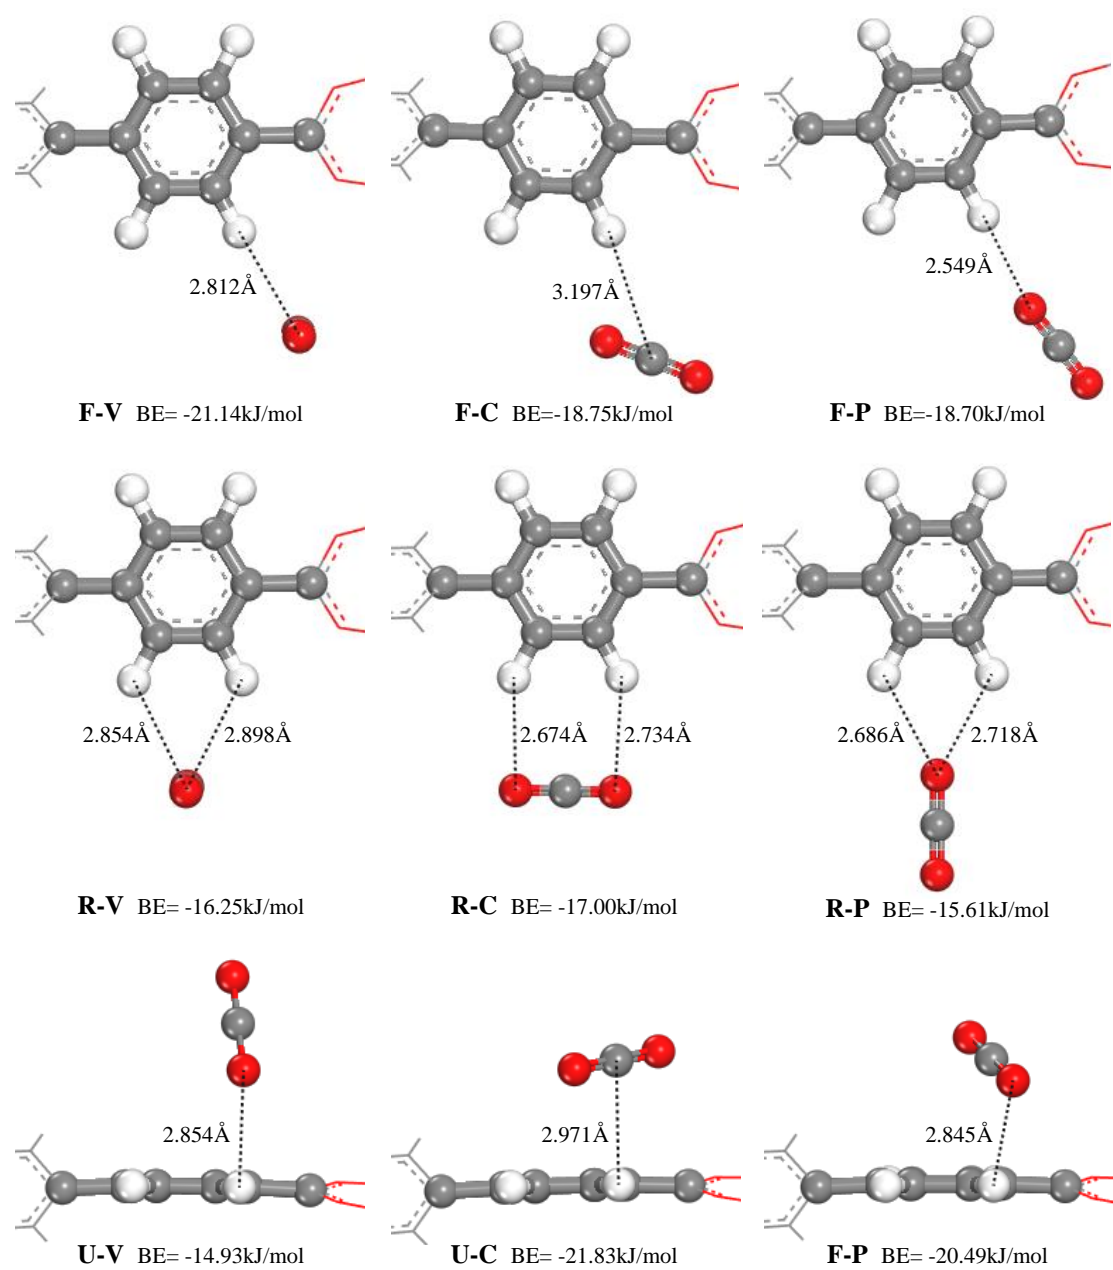 2.812Å
3.197Å
2.549Å
F-V BE= -21.14kJ/mol
F-C BE=-18.75kJ/mol
F-P BE=-18.70kJ/mol
2.854Å
2.898Å
2.674Å
2.734Å
2.686Å
2.718Å
R-V BE= -16.25kJ/mol
R-C BE= -17.00kJ/mol
R-P BE= -15.61kJ/mol
2.854Å
2.971Å
2.845Å
U-V BE= -14.93kJ/mol
U-C BE= -21.83kJ/mol
F-P BE= -20.49kJ/mol